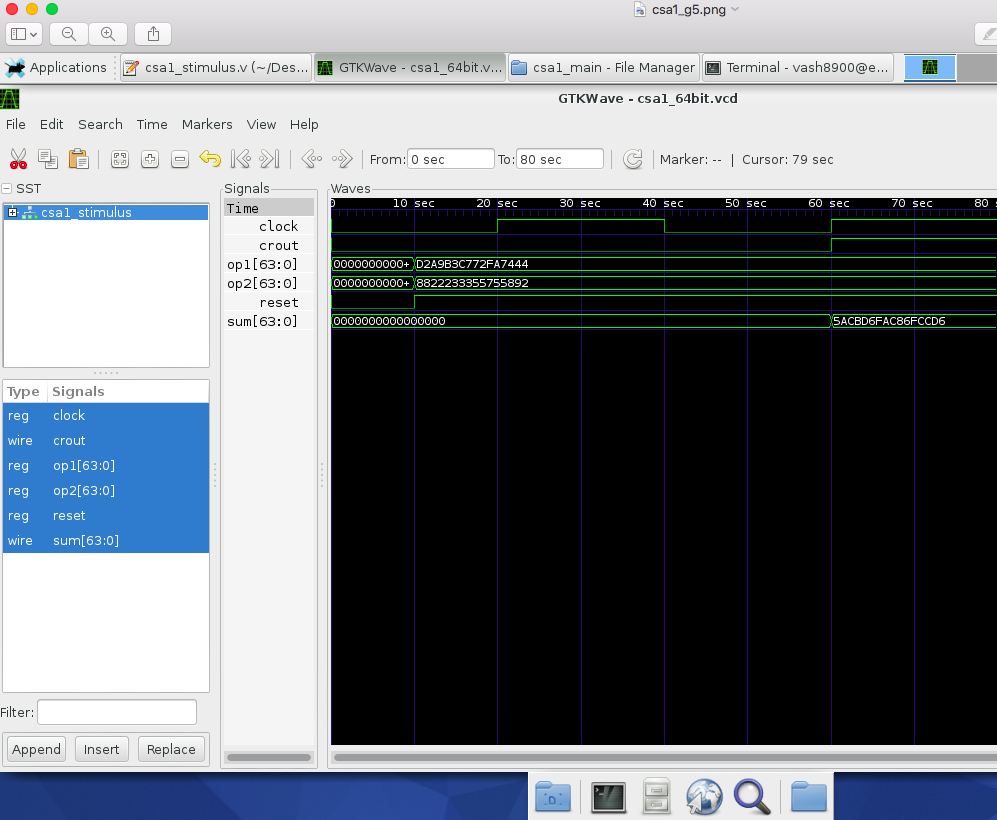 csa1_g5.png
Applications
csa1_stimulus.v (~/Des...
GTKWave - csa1_64bit.v...
csa1_main - File Manager
Terminal - vash8900@e...
GTKWave - csa1_64bit.vcd
File Edit Search Time Markers View Help
From: 0 sec To: 80 sec Marker: -- | Cursor: 79 sec
SST
csa1_stimulus
Type Signals
reg clock
wire crout
reg op1[63:0]
reg op2[63:0]
reg reset
wire sum[63:0]
Filter:
Append Insert Replace
Signals
Time
clock
crout
op1[63:0]
op2[63:0]
reset
sum[63:0]
Waves
0 10 sec 20 sec 30 sec 40 sec 50 sec 60 sec 70 sec 80
0000000000+ D2A9B3C772FA7444
0000000000+ 8822233355755892
0000000000000000 5ACBD6FAC86FCCD6